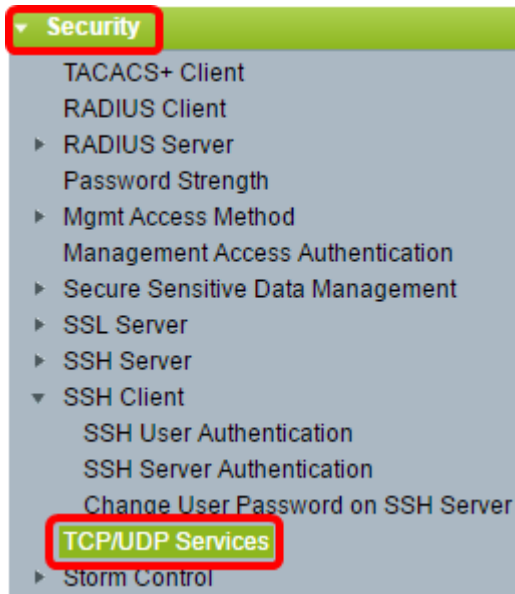 Security
TACACS+ Client
RADIUS Client
RADIUS Server
Password Strength
Mgmt Access Method
Management Access Authentication
Secure Sensitive Data Management
SSL Server
SSH Server
SSH Client
SSH User Authentication
SSH Server Authentication
Change User Password on SSH Server
TCP/UDP Services
Storm Control